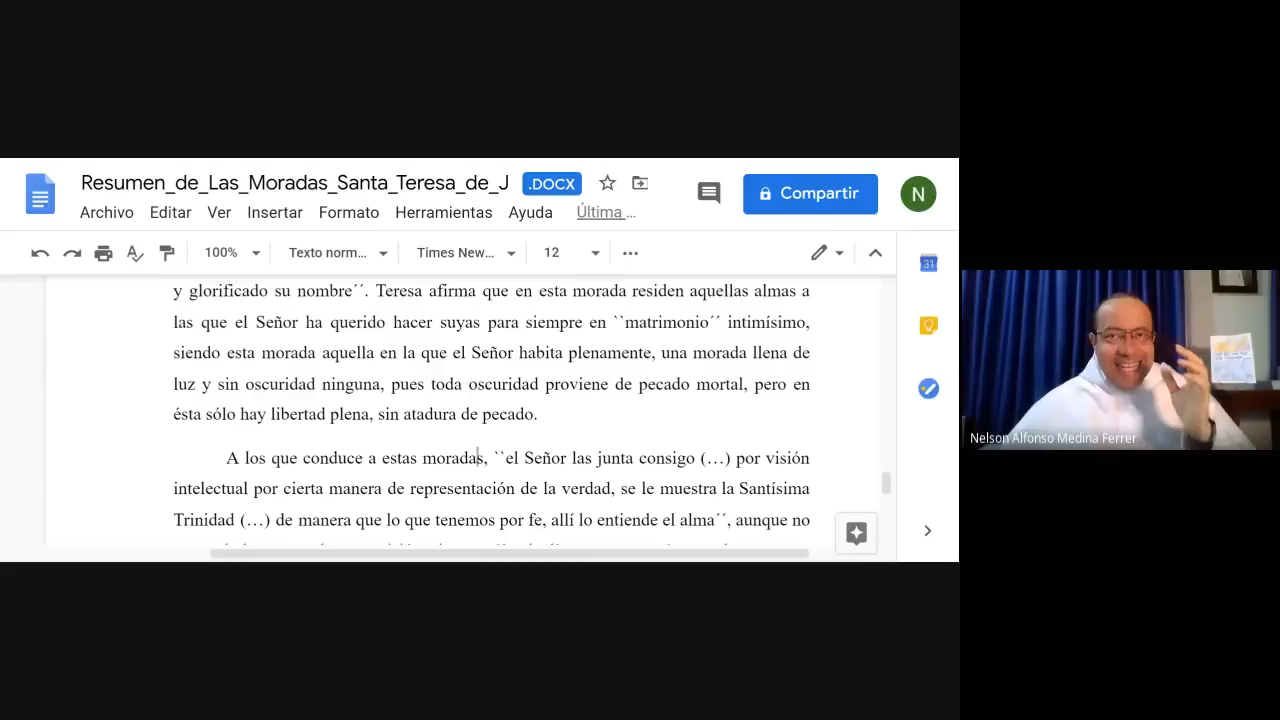 Resumen_de_Las_Moradas_Santa_Teresa_de_J .DOCX
Archivo Editar Ver Insertar Formato Herramientas Ayuda Última ...
Compartir
N
100% Texto norm... Times New... 12
31
y glorificado su nombre´´. Teresa afirma que en esta morada residen aquellas almas a
las que el Señor ha querido hacer suyas para siempre en ``matrimonio´´ intimísimo,
siendo esta morada aquella en la que el Señor habita plenamente, una morada llena de
luz y sin oscuridad ninguna, pues toda oscuridad proviene de pecado mortal, pero en
ésta sólo hay libertad plena, sin atadura de pecado.
A los que conduce a estas moradas, ``el Señor las junta consigo (…) por visión
intelectual por cierta manera de representación de la verdad, se le muestra la Santísima
Trinidad (…) de manera que lo que tenemos por fe, allí lo entiende el alma´´, aunque no
Nelson Alfonso Medina Ferrer